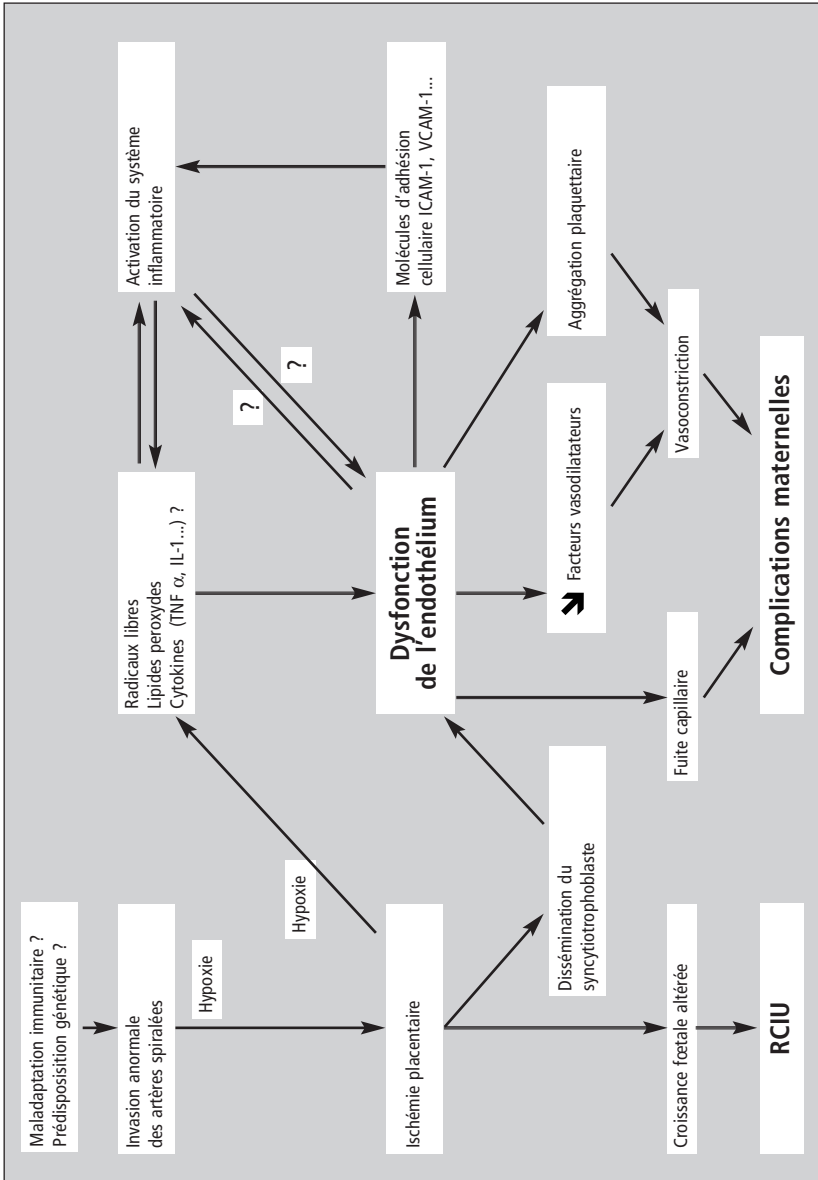 Maladaptation immunitaire ?
Prédisposisition génétique ?
Invasion anormale
des artères spiralées
Hypoxie
Hypoxie
Ischémie placentaire
Dissémination du
syncytiotrophoblaste
Croissance fœtale altérée
RCIU
Radicaux libres
Lipides peroxydes
Cytokines (TNF α, IL-1...) ?
Activation du système
inflammatoire
?
?
Dysfonction
de l'endothélium
Molécules d'adhésion
cellulaire ICAM-1, VCAM-1...
Fuite capillaire
Facteurs vasodilatateurs
Aggrégation plaquettaire
Vasoconstriction
Complications maternelles